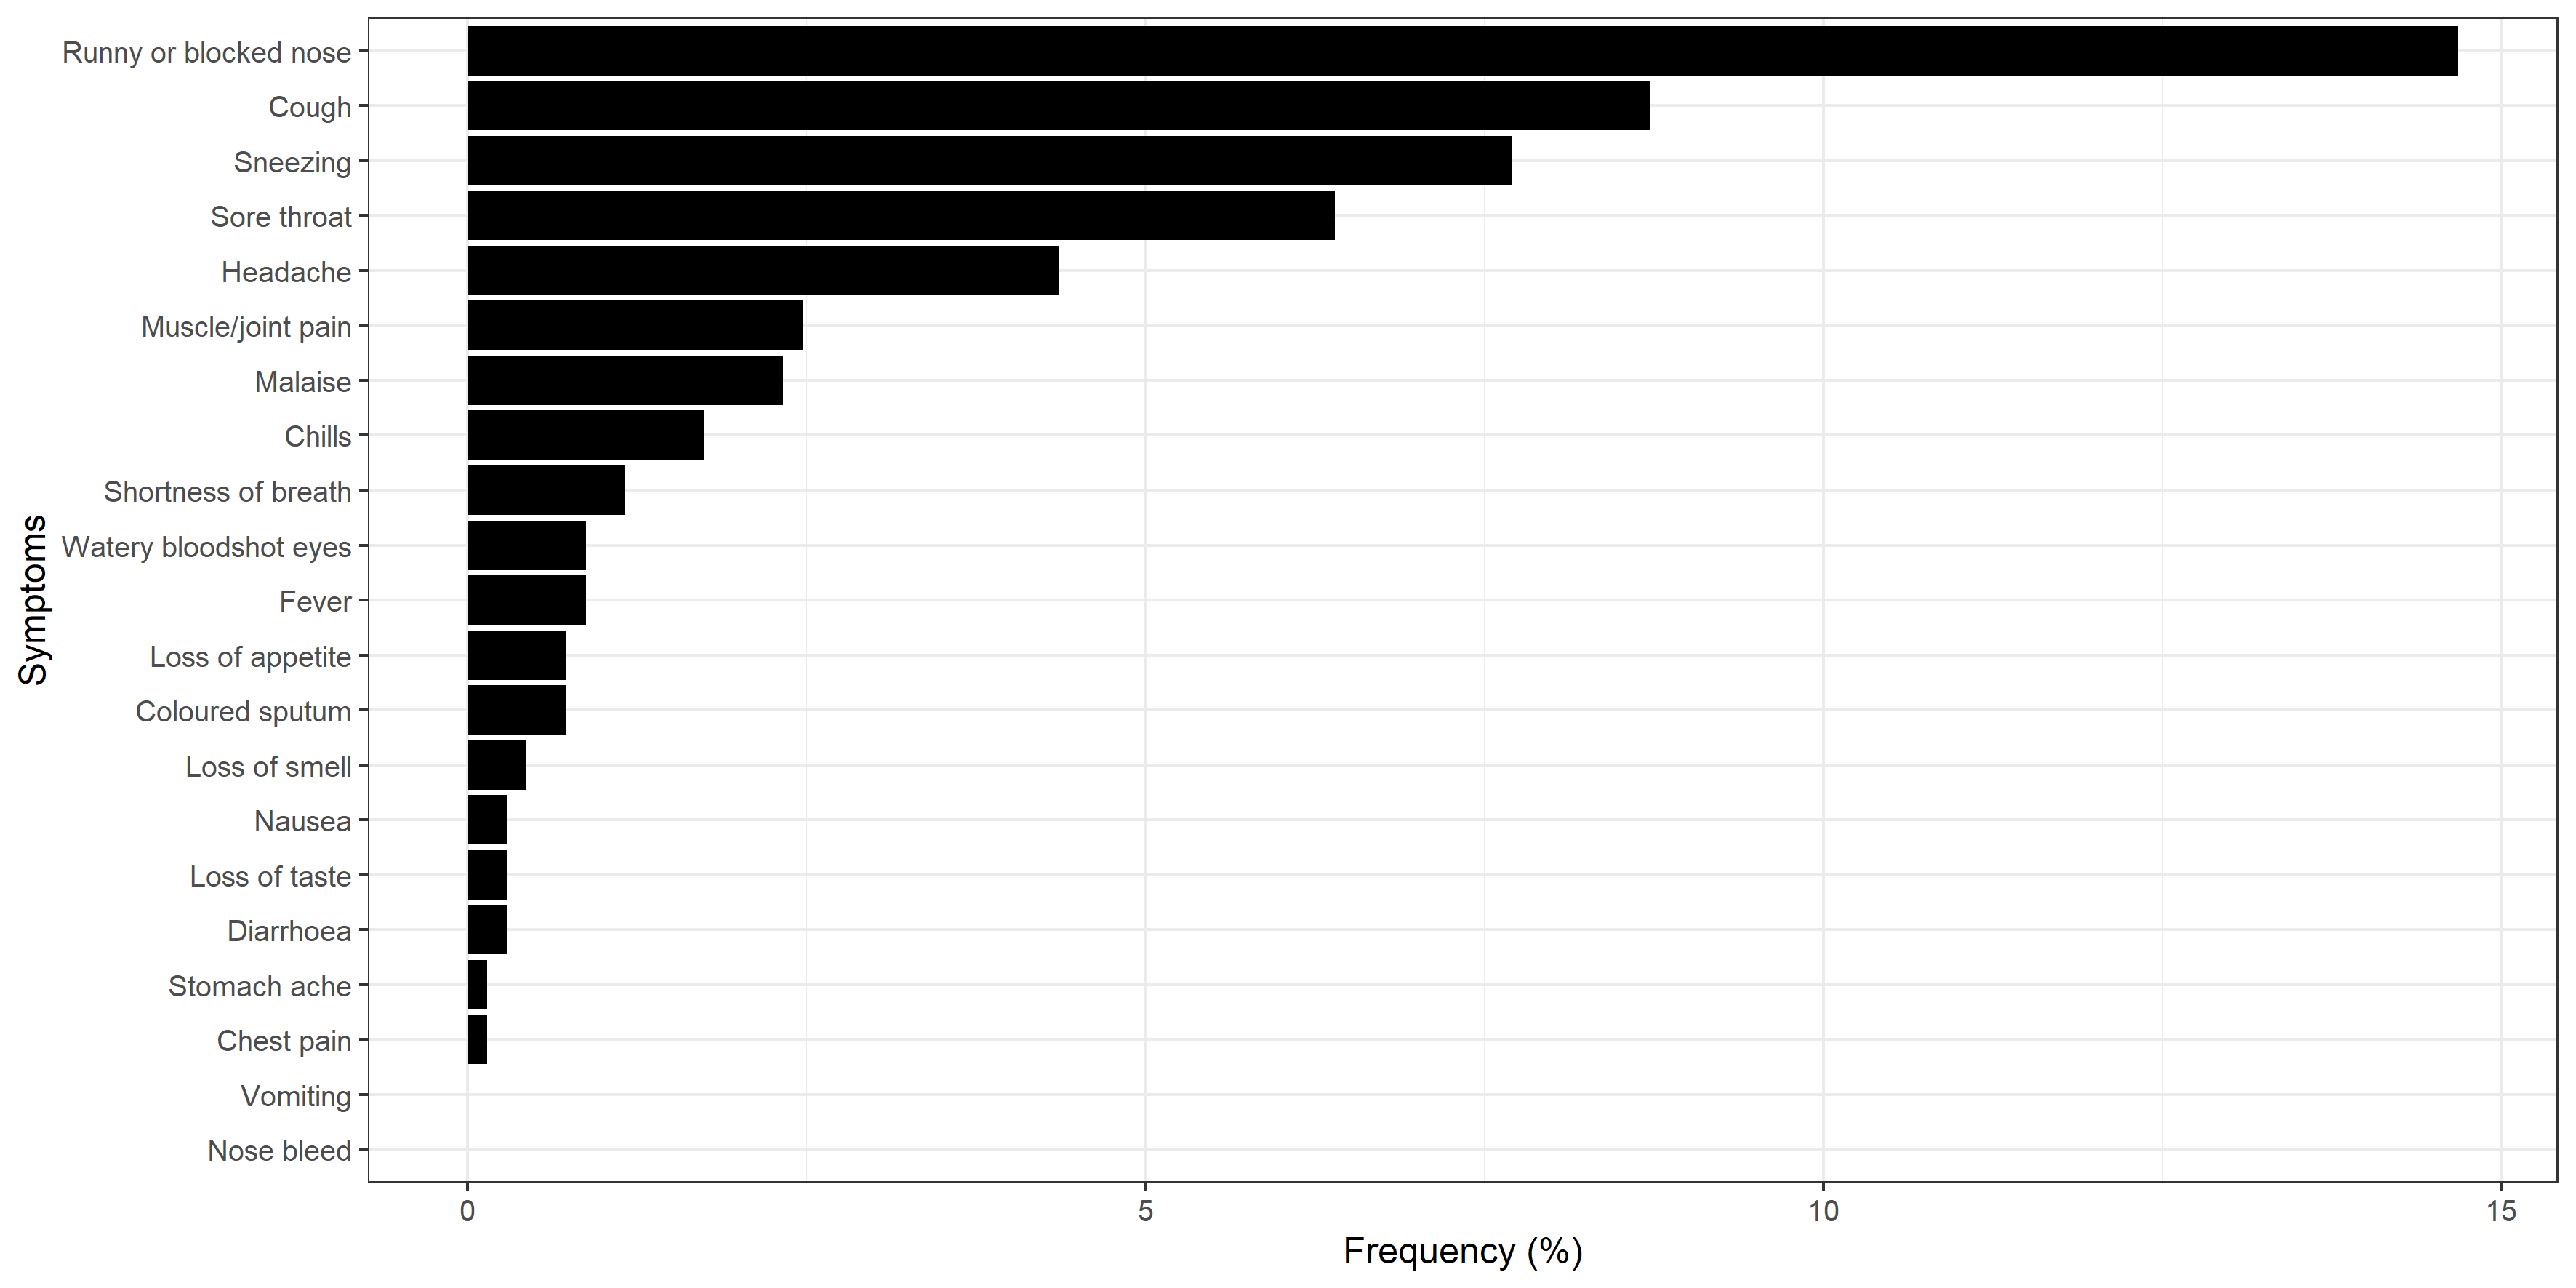 Runny or blocked nose
Cough
Sneezing
Sore throat
Headache
Muscle/joint pain
Malaise
Chills
Shortness of breath
Watery bloodshot eyes
Fever
Loss of appetite
Coloured sputum
Loss of smell
Nausea
Loss of taste
Diarrhoea
Stomach ache
Chest pain
Vomiting
Nose bleed
Symptoms
0 5 10 15
Frequency (%)